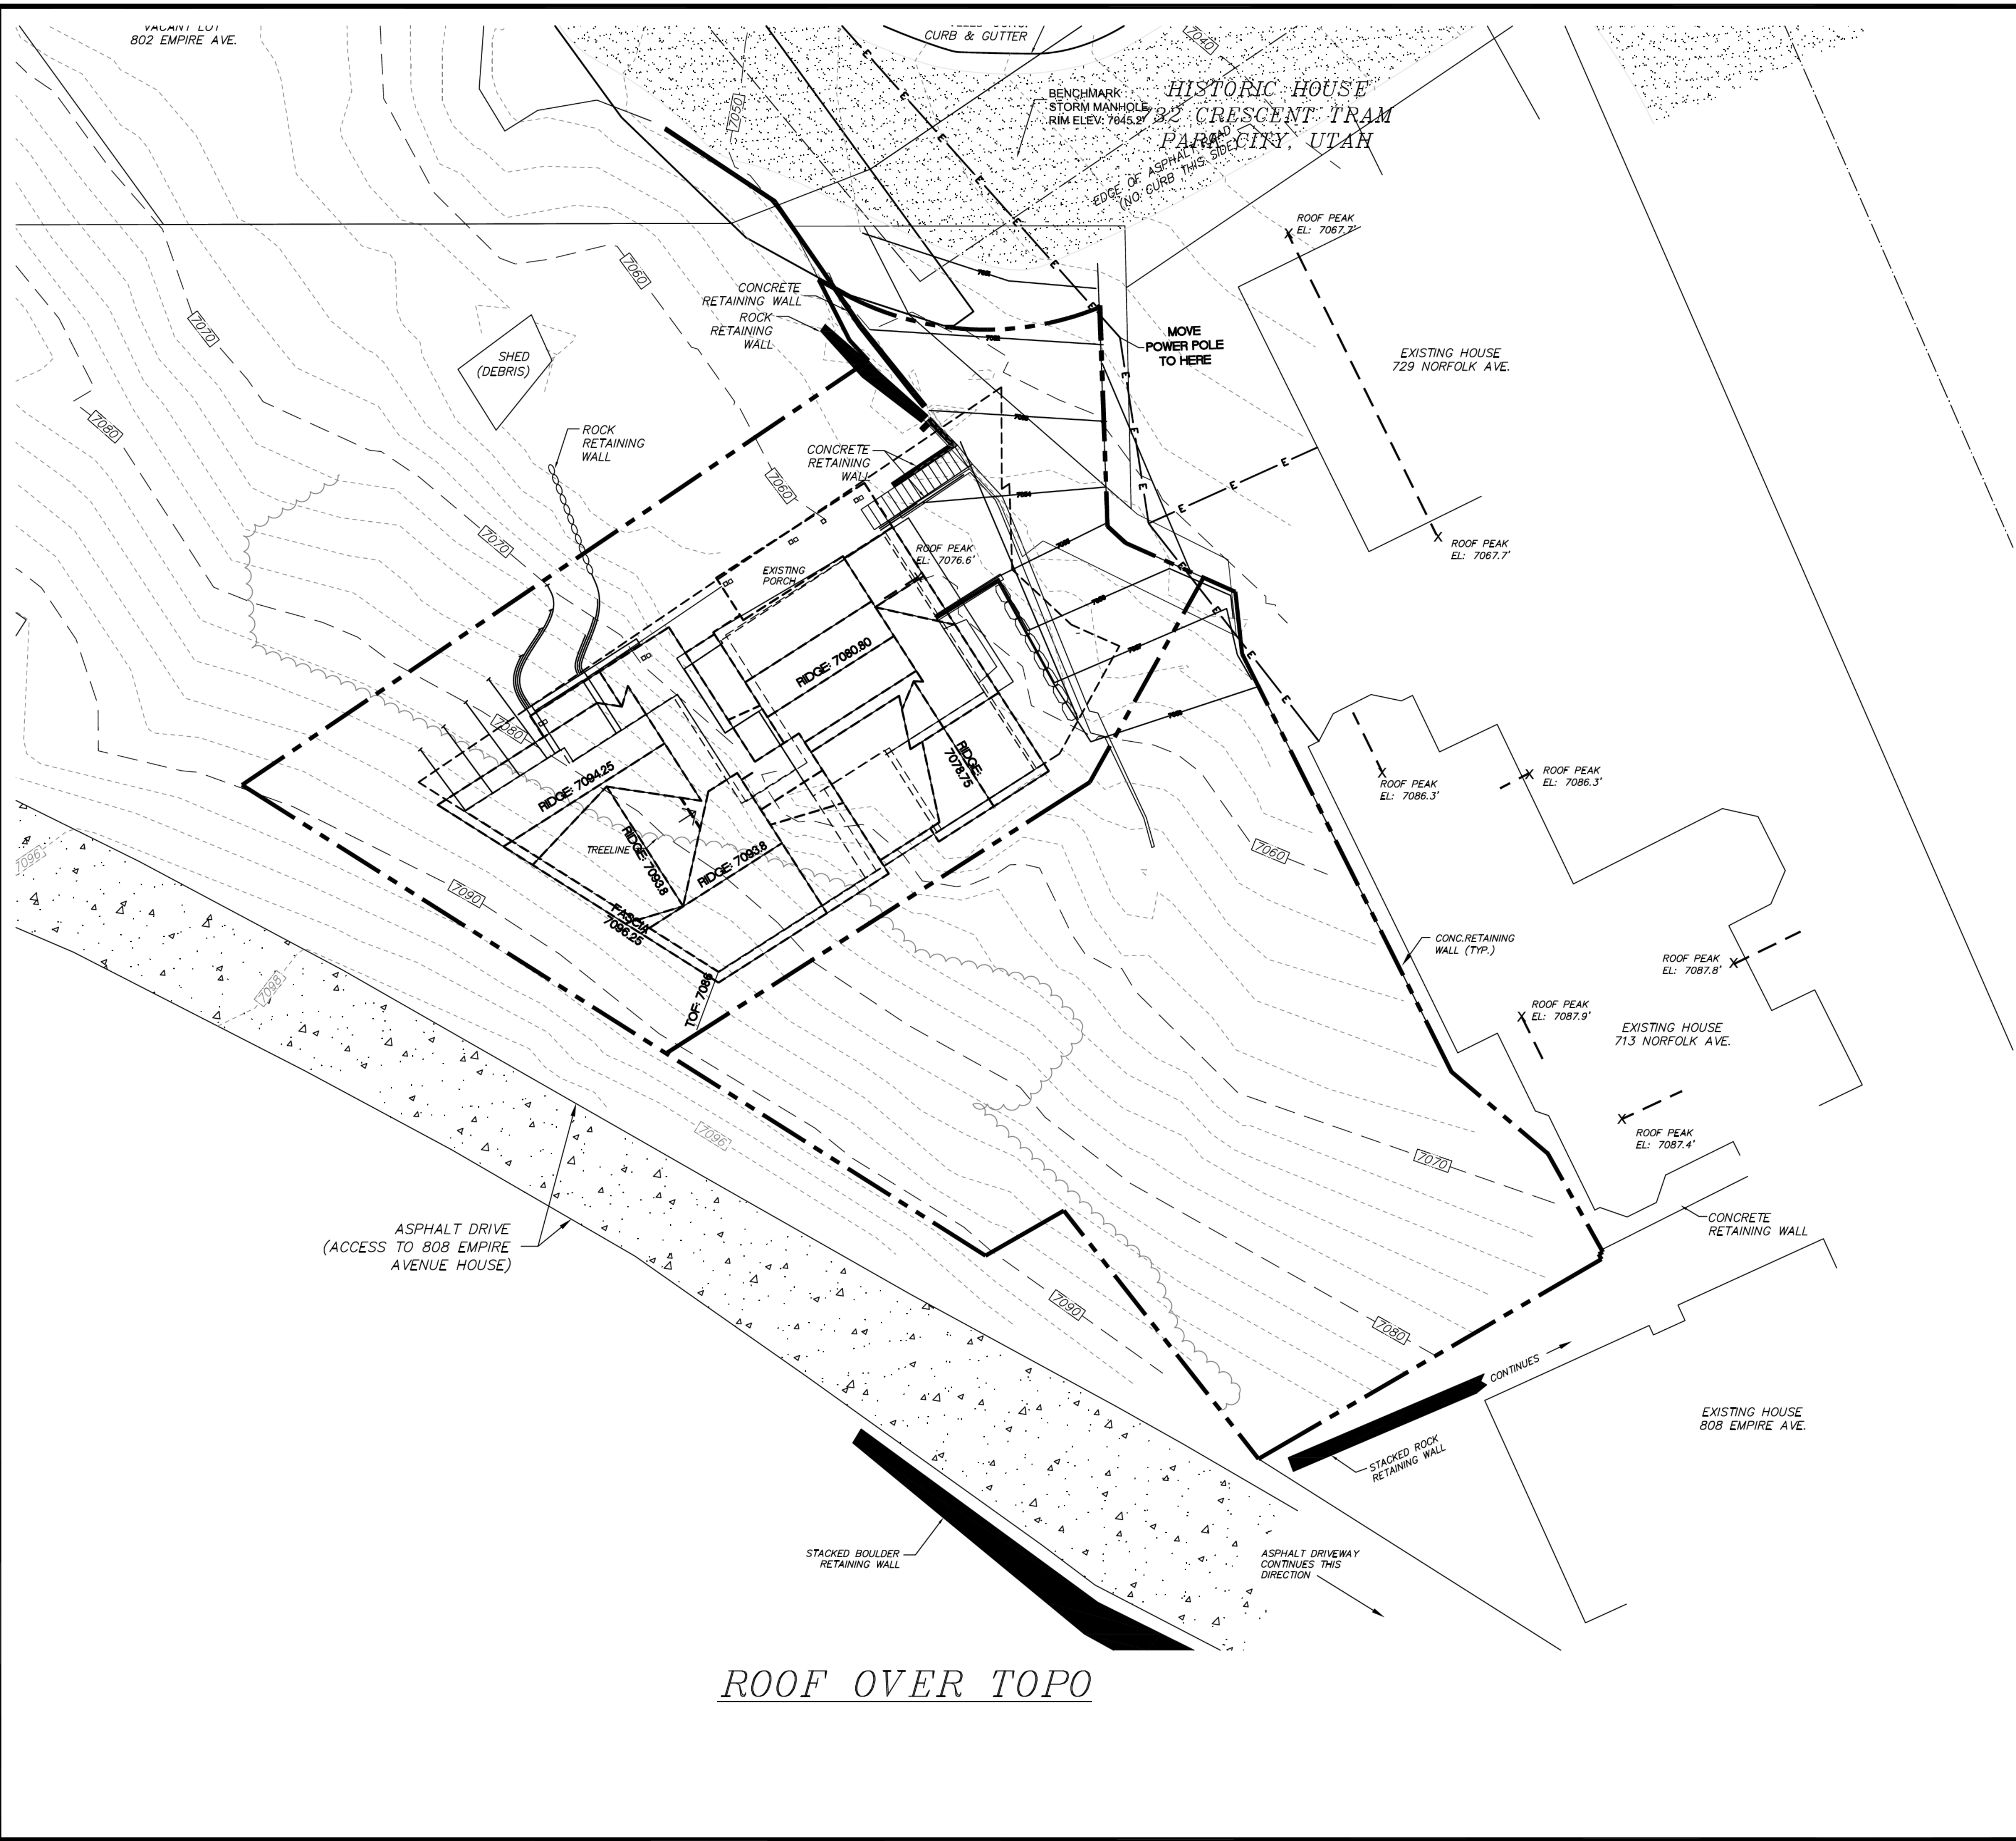 802 EMPIRE AVE.
CURB & GUTTER
7040
7050
BENCHMARK
STORM MANHOLE
RIM ELEV: 7045.2'
HISTORIC HOUSE
732 CRESCENT TRAM
PARK CITY, UTAH
EDGE OF ASPHALT ROAD
(NO CURB THIS SIDE)
ROOF PEAK
EL: 7067.7'
7060
7070
CONCRETE
RETAINING WALL
ROCK
RETAINING
WALL
MOVE
POWER POLE
TO HERE
EXISTING HOUSE
729 NORFOLK AVE.
SHED
(DEBRIS)
7080
ROCK
RETAINING
WALL
CONCRETE
RETAINING
WALL
7060
7070
ROOF PEAK
EL: 7076.6'
ROOF PEAK
EL: 7067.7'
EXISTING
PORCH
RIDGE: 7080.80
7080
RIDGE: 7094.25
RIDGE:
7078.75
ROOF PEAK
EL: 7086.3'
ROOF PEAK
EL: 7086.3'
TREELINE
RIDGE: 7093.8
RIDGE: 7093.8
7060
7096
7090
FASCIA
7096.25
TOF: 7086
CONC.RETAINING
WALL (TYP.)
ROOF PEAK
EL: 7087.8'
7098
ROOF PEAK
EL: 7087.9'
EXISTING HOUSE
713 NORFOLK AVE.
7096
ROOF PEAK
EL: 7087.4'
7070
ASPHALT DRIVE
(ACCESS TO 808 EMPIRE
AVENUE HOUSE)
CONCRETE
RETAINING WALL
7090
7080
CONTINUES
EXISTING HOUSE
808 EMPIRE AVE.
STACKED ROCK
RETAINING WALL
STACKED BOULDER
RETAINING WALL
ASPHALT DRIVEWAY
CONTINUES THIS
DIRECTION
E E E E E E E E E E E E E E E E
ROOF OVER TOPO